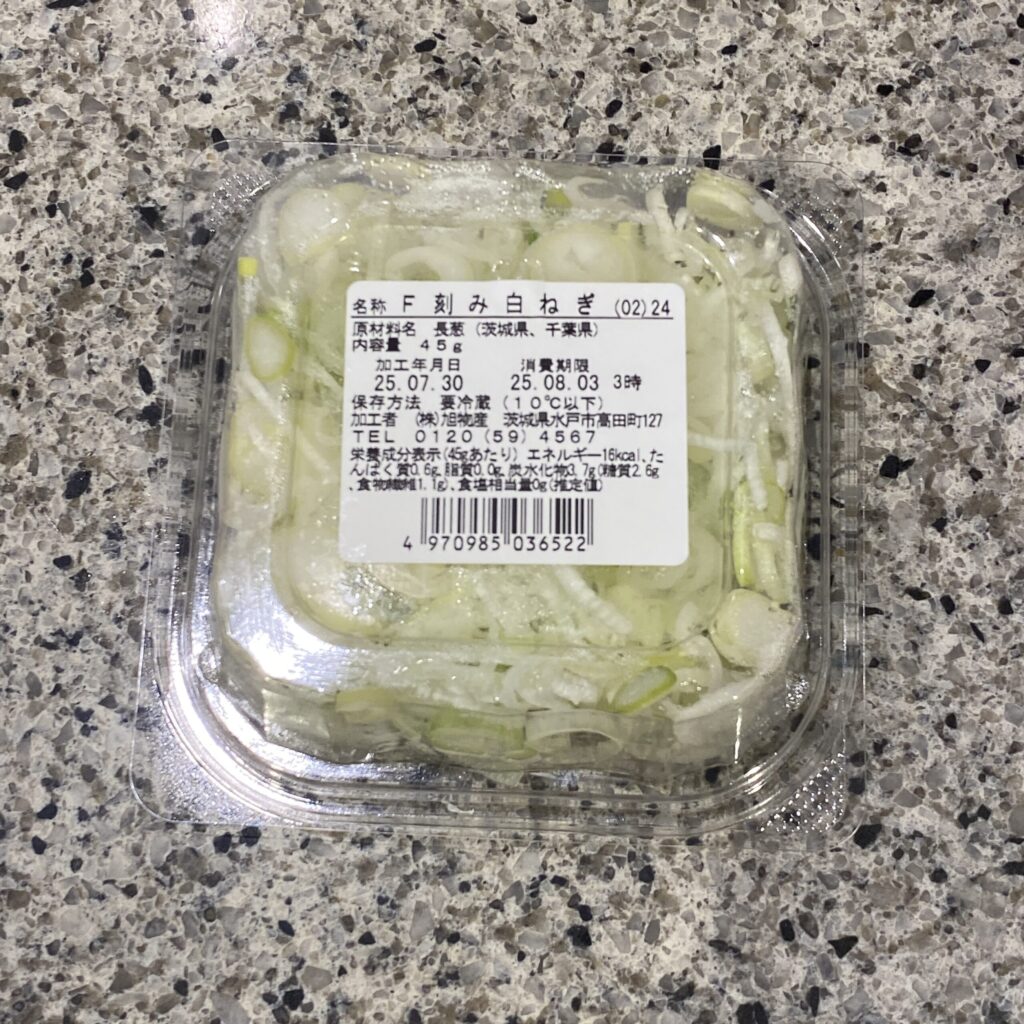 名称 F 刻み白ねぎ (02)24
原材料名 長葱(茨城県、千葉県)
内容量 45g
加工年月日 消費期限
25.07.30 25.08.03 3時
保存方法 要冷蔵(10℃以下)
加工者 (株)旭物産 茨城県水戸市高田町127
TEL 0120(59)4567
栄養成分表示(45gあたり) エネルギー16kcal、た
んぱく質0.6g、脂質0.0g、炭水化物3.7g(糖質2.6g
、食物繊維1.1g)、食塩相当量0g(推定値)
4 970985 036522